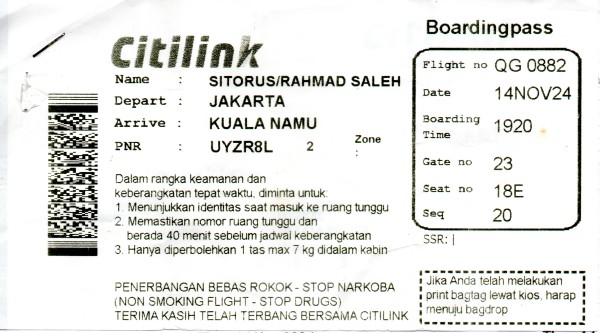 Boardingpass
Citilink
Name : SITORUS/RAHMAD SALEH
Depart : JAKARTA
Arrive : KUALA NAMU
PNR : UYZR8L 2 Zone :
Flight no QG 0882
Date 14NOV24
Boarding Time 1920
Gate no 23
Seat no 18E
Seq 20
SSR: |
Dalam rangka keamanan dan
keberangkatan tepat waktu, diminta untuk:
1. Menunjukkan identitas saat masuk ke ruang tunggu
2. Memastikan nomor ruang tunggu dan
berada 40 menit sebelum jadwal keberangkatan
3. Hanya diperbolehkan 1 tas max 7 kg didalam kabin
PENERBANGAN BEBAS ROKOK - STOP NARKOBA
(NON SMOKING FLIGHT - STOP DRUGS)
TERIMA KASIH TELAH TERBANG BERSAMA CITILINK
Jika Anda telah melakukan
print bagtag lewat kios, harap
menuju bagdrop